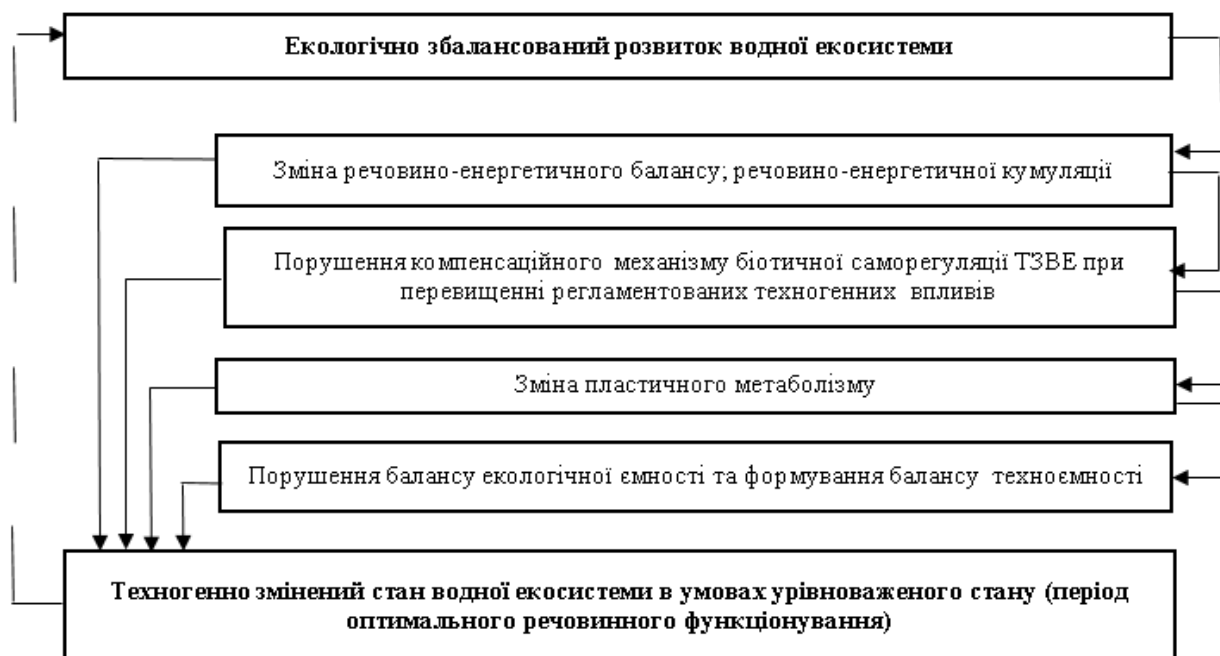 Екологічно збалансований розвиток водної екосистеми
Зміна речовино-енергетичного балансу; речовино-енергетичної кумуляції
Порушення компенсаційного механізму біотичної саморегуляції ТЗВЕ при
перевищенні регламентованих техногенних впливів
Зміна пластичного метаболізму
Порушення балансу екологічної ємності та формування балансу техноємності
Техногенно змінений стан водної екосистеми в умовах урівноваженого стану (період
оптимального речовинного функціонування)